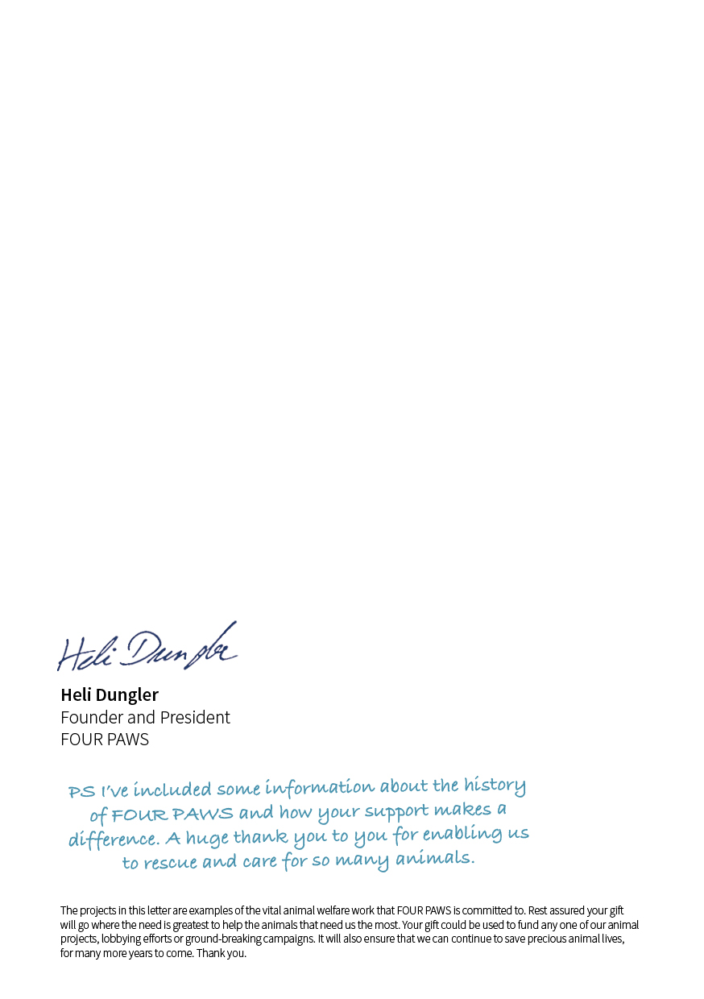 Heli Dungler
Heli Dungler
Founder and President
FOUR PAWS
PS I've included some information about the history
of FOUR PAWS and how your support makes a
difference. A huge thank you to you for enabling us
to rescue and care for so many animals.
The projects in this letter are examples of the vital animal welfare work that FOUR PAWS is committed to. Rest assured your gift
will go where the need is greatest to help the animals that need us the most. Your gift could be used to fund any one of our animal
projects, lobbying efforts or ground-breaking campaigns. It will also ensure that we can continue to save precious animal lives,
for many more years to come. Thank you.